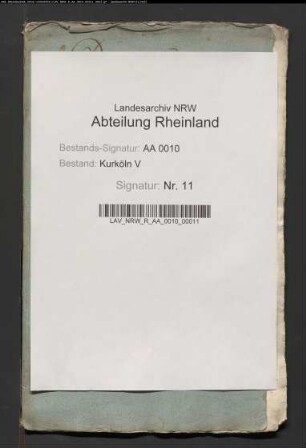 Landesarchiv NRW
Abteilung Rheinland
Bestands-Signatur: AA 0010
Bestand: Kurköln V
Signatur: Nr. 11
LAV_NRW_R_AA_0010_00011